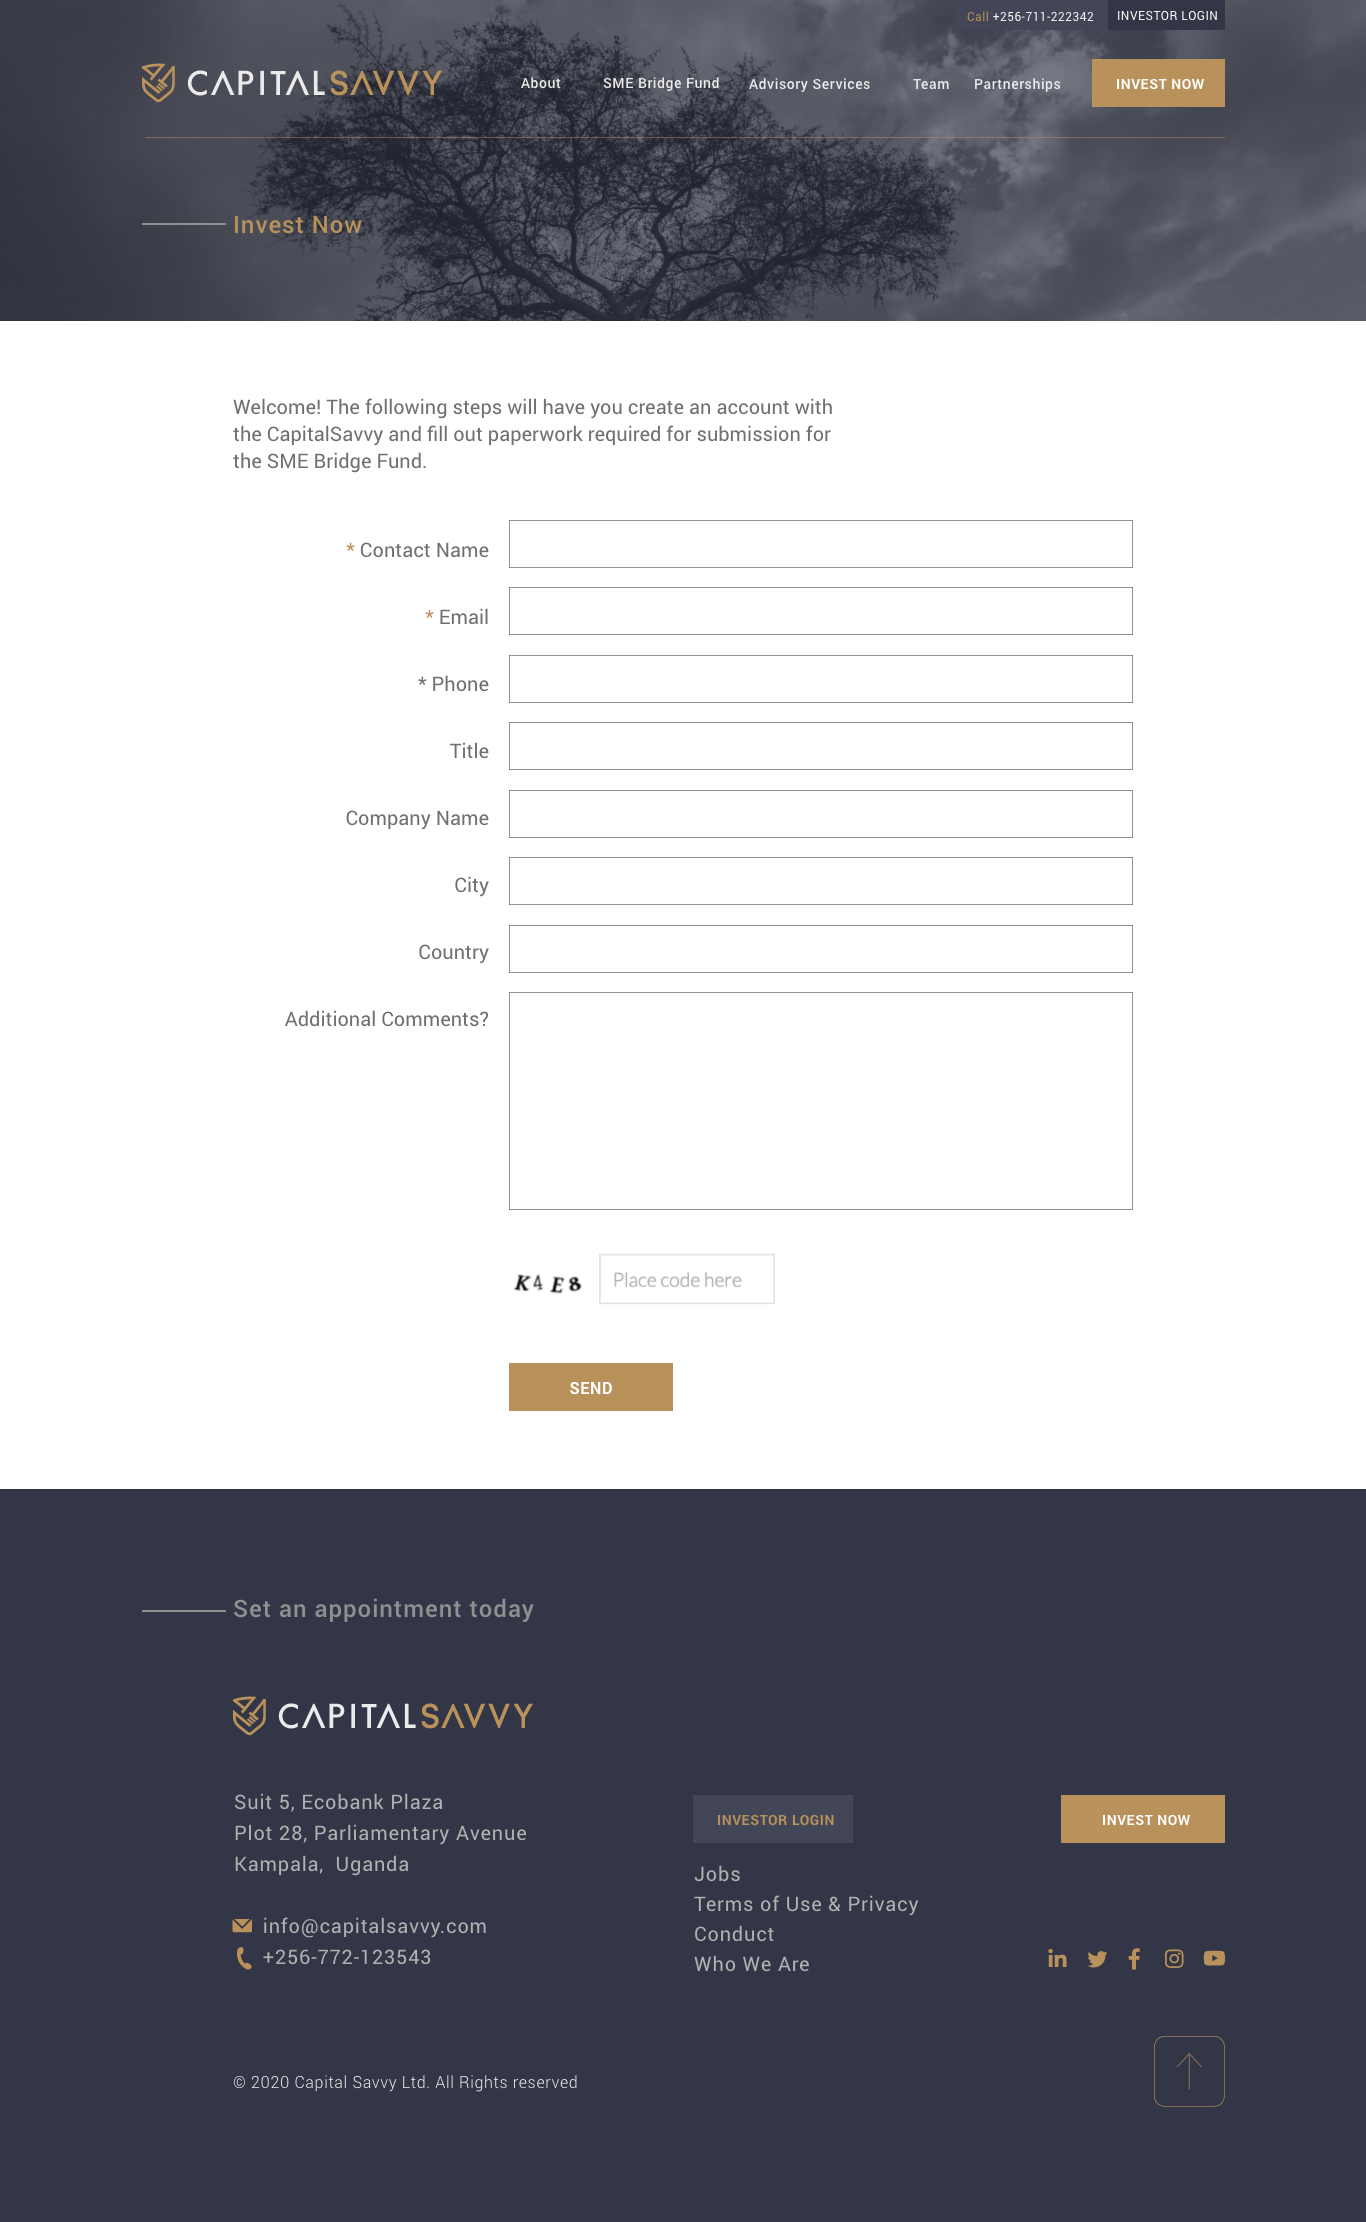 Call +256-711-222342
INVESTOR LOGIN
CAPITALSAVVY
About
SME Bridge Fund
Advisory Services
Team
Partnerships
INVEST NOW
Invest Now
Welcome! The following steps will have you create an account with
the CapitalSavvy and fill out paperwork required for submission for
the SME Bridge Fund.
* Contact Name
* Email
* Phone
Title
Company Name
City
Country
Additional Comments?
K4E8
Place code here
SEND
Set an appointment today
CAPITALSAVVY
Suit 5, Ecobank Plaza
Plot 28, Parliamentary Avenue
Kampala, Uganda
info@capitalsavvy.com
+256-772-123543
INVESTOR LOGIN
Jobs
Terms of Use & Privacy
Conduct
Who We Are
INVEST NOW
© 2020 Capital Savvy Ltd. All Rights reserved